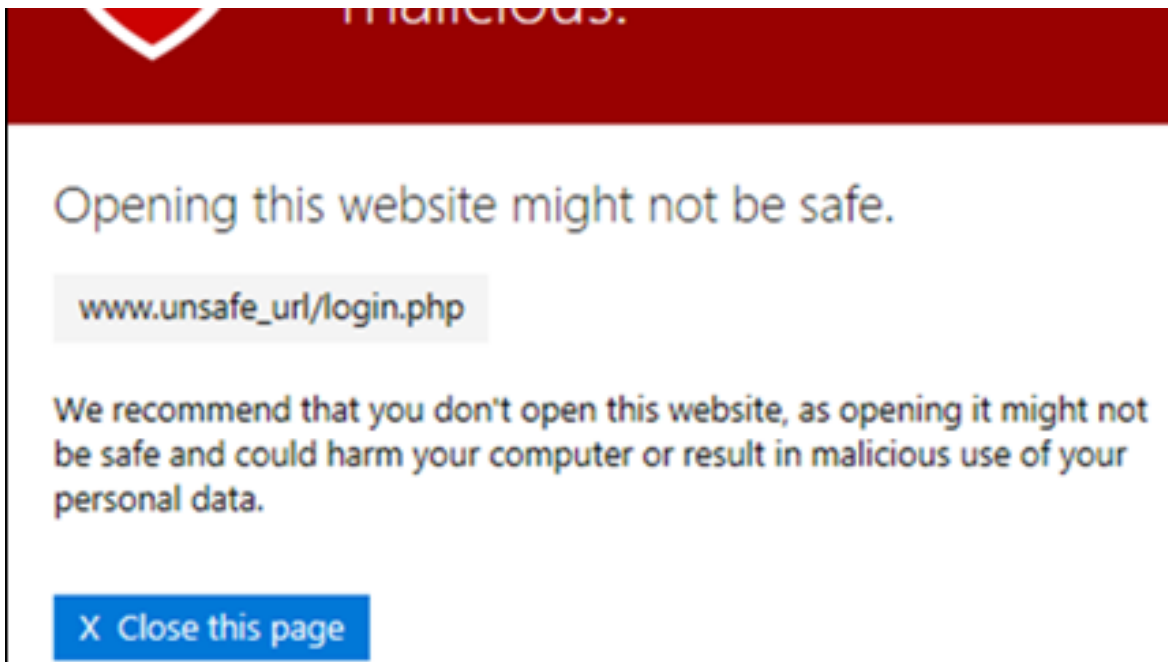 malicious.
Opening this website might not be safe.
www.unsafe_url/login.php
We recommend that you don't open this website, as opening it might not
be safe and could harm your computer or result in malicious use of your
personal data.
X Close this page